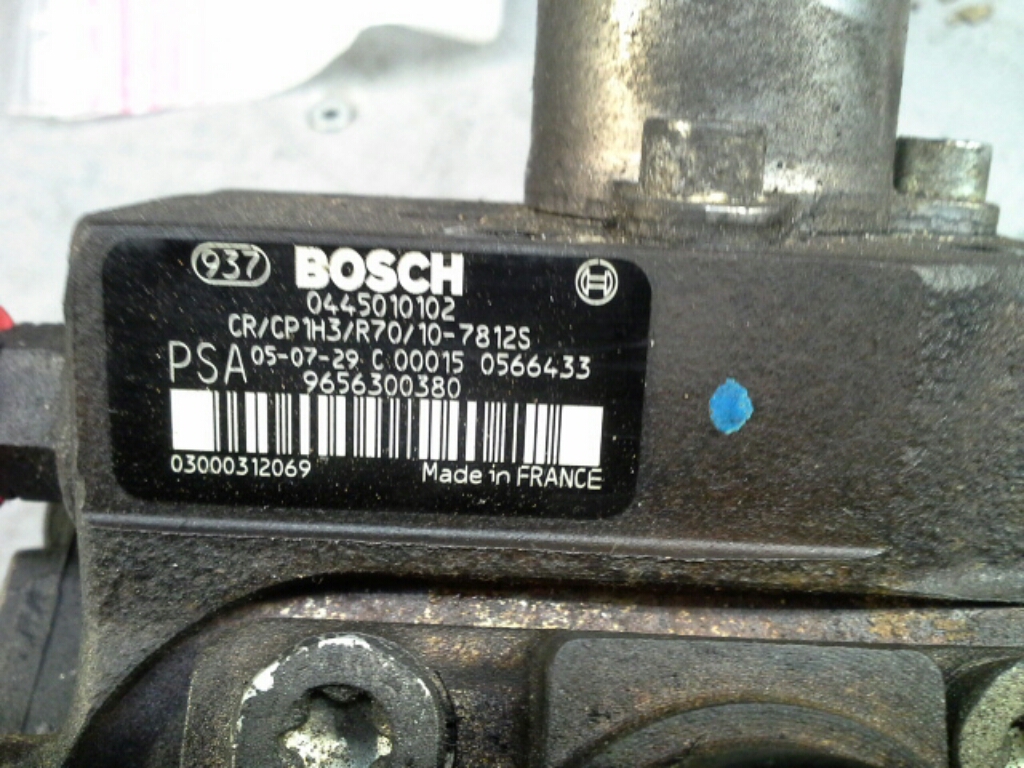 937 BOSCH
0445010102
CR/CP1H3/R70/10-7812S
PSA 05-07-29 C 00015 0566433
9656300380
03000312069 Made in FRANCE